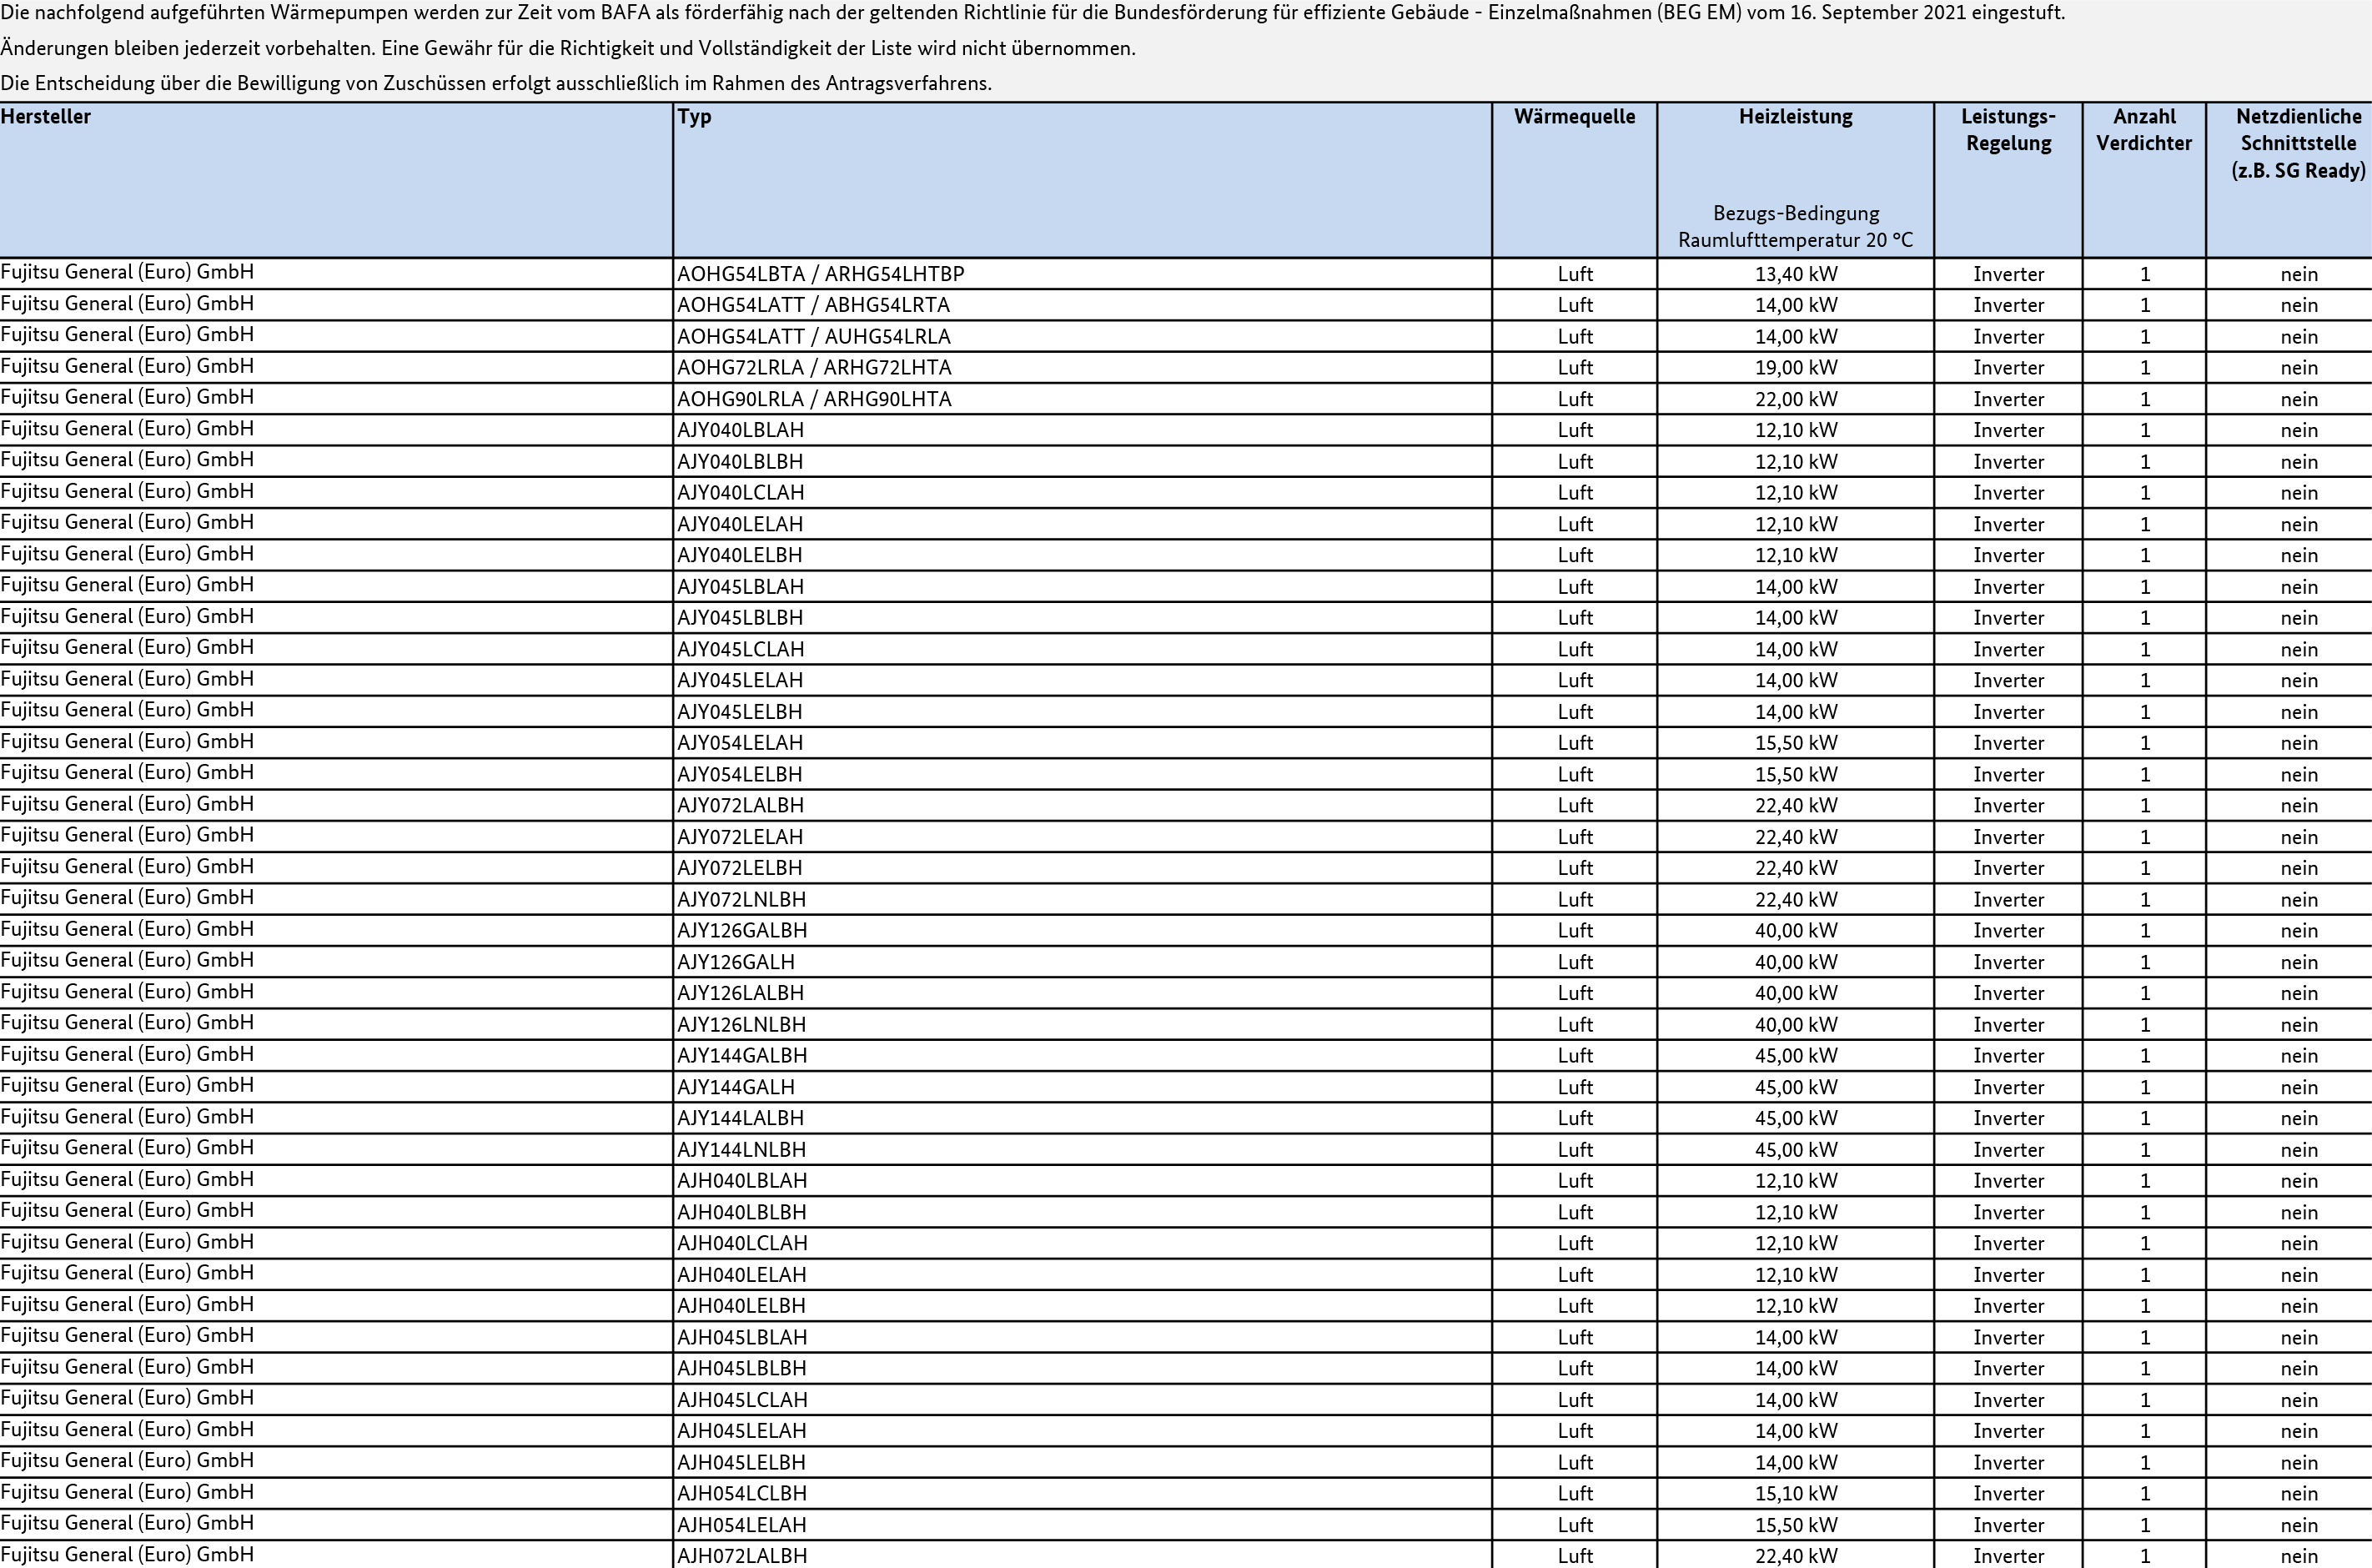 Die nachfolgend aufgeführten Wärmepumpen werden zur Zeit vom BAFA als förderfähig nach der geltenden Richtlinie für die Bundesförderung für effiziente Gebäude - Einzelmaßnahmen (BEG EM) vom 16. September 2021 eingestuft.
Änderungen bleiben jederzeit vorbehalten. Eine Gewähr für die Richtigkeit und Vollständigkeit der Liste wird nicht übernommen.
Die Entscheidung über die Bewilligung von Zuschüssen erfolgt ausschließlich im Rahmen des Antragsverfahrens.
Hersteller Typ Wärmequelle Heizleistung Leistungs- Anzahl Netzdienliche
Regelung Verdichter Schnittstelle
(z.B. SG Ready)
Bezugs-Bedingung
Raumlufttemperatur 20 °C
Fujitsu General (Euro) GmbH AOHG54LBTA / ARHG54LHTBP Luft 13,40 kW Inverter 1 nein
Fujitsu General (Euro) GmbH AOHG54LATT / ABHG54LRTA Luft 14,00 kW Inverter 1 nein
Fujitsu General (Euro) GmbH AOHG54LATT / AUHG54LRLA Luft 14,00 kW Inverter 1 nein
Fujitsu General (Euro) GmbH AOHG72LRLA / ARHG72LHTA Luft 19,00 kW Inverter 1 nein
Fujitsu General (Euro) GmbH AOHG90LRLA / ARHG90LHTA Luft 22,00 kW Inverter 1 nein
Fujitsu General (Euro) GmbH AJY040LBLAH Luft 12,10 kW Inverter 1 nein
Fujitsu General (Euro) GmbH AJY040LBLBH Luft 12,10 kW Inverter 1 nein
Fujitsu General (Euro) GmbH AJY040LCLAH Luft 12,10 kW Inverter 1 nein
Fujitsu General (Euro) GmbH AJY040LELAH Luft 12,10 kW Inverter 1 nein
Fujitsu General (Euro) GmbH AJY040LELBH Luft 12,10 kW Inverter 1 nein
Fujitsu General (Euro) GmbH AJY045LBLAH Luft 14,00 kW Inverter 1 nein
Fujitsu General (Euro) GmbH AJY045LBLBH Luft 14,00 kW Inverter 1 nein
Fujitsu General (Euro) GmbH AJY045LCLAH Luft 14,00 kW Inverter 1 nein
Fujitsu General (Euro) GmbH AJY045LELAH Luft 14,00 kW Inverter 1 nein
Fujitsu General (Euro) GmbH AJY045LELBH Luft 14,00 kW Inverter 1 nein
Fujitsu General (Euro) GmbH AJY054LELAH Luft 15,50 kW Inverter 1 nein
Fujitsu General (Euro) GmbH AJY054LELBH Luft 15,50 kW Inverter 1 nein
Fujitsu General (Euro) GmbH AJY072LALBH Luft 22,40 kW Inverter 1 nein
Fujitsu General (Euro) GmbH AJY072LELAH Luft 22,40 kW Inverter 1 nein
Fujitsu General (Euro) GmbH AJY072LELBH Luft 22,40 kW Inverter 1 nein
Fujitsu General (Euro) GmbH AJY072LNLBH Luft 22,40 kW Inverter 1 nein
Fujitsu General (Euro) GmbH AJY126GALBH Luft 40,00 kW Inverter 1 nein
Fujitsu General (Euro) GmbH AJY126GALH Luft 40,00 kW Inverter 1 nein
Fujitsu General (Euro) GmbH AJY126LALBH Luft 40,00 kW Inverter 1 nein
Fujitsu General (Euro) GmbH AJY126LNLBH Luft 40,00 kW Inverter 1 nein
Fujitsu General (Euro) GmbH AJY144GALBH Luft 45,00 kW Inverter 1 nein
Fujitsu General (Euro) GmbH AJY144GALH Luft 45,00 kW Inverter 1 nein
Fujitsu General (Euro) GmbH AJY144LALBH Luft 45,00 kW Inverter 1 nein
Fujitsu General (Euro) GmbH AJY144LNLBH Luft 45,00 kW Inverter 1 nein
Fujitsu General (Euro) GmbH AJH040LBLAH Luft 12,10 kW Inverter 1 nein
Fujitsu General (Euro) GmbH AJH040LBLBH Luft 12,10 kW Inverter 1 nein
Fujitsu General (Euro) GmbH AJH040LCLAH Luft 12,10 kW Inverter 1 nein
Fujitsu General (Euro) GmbH AJH040LELAH Luft 12,10 kW Inverter 1 nein
Fujitsu General (Euro) GmbH AJH040LELBH Luft 12,10 kW Inverter 1 nein
Fujitsu General (Euro) GmbH AJH045LBLAH Luft 14,00 kW Inverter 1 nein
Fujitsu General (Euro) GmbH AJH045LBLBH Luft 14,00 kW Inverter 1 nein
Fujitsu General (Euro) GmbH AJH045LCLAH Luft 14,00 kW Inverter 1 nein
Fujitsu General (Euro) GmbH AJH045LELAH Luft 14,00 kW Inverter 1 nein
Fujitsu General (Euro) GmbH AJH045LELBH Luft 14,00 kW Inverter 1 nein
Fujitsu General (Euro) GmbH AJH054LCLBH Luft 15,10 kW Inverter 1 nein
Fujitsu General (Euro) GmbH AJH054LELAH Luft 15,50 kW Inverter 1 nein
Fujitsu General (Euro) GmbH AJH072LALBH Luft 22,40 kW Inverter 1 nein